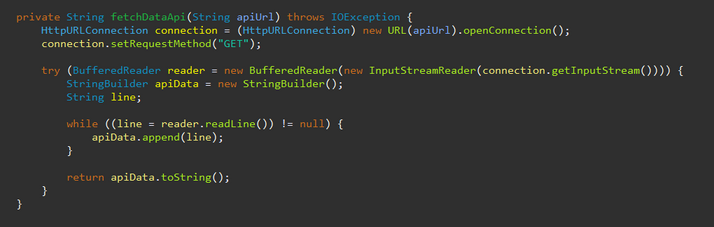 private String fetchDataApi(String apiUrl) throws IOException {
    HttpURLConnection connection = (HttpURLConnection) new URL(apiUrl).openConnection();
    connection.setRequestMethod("GET");

    try (BufferedReader reader = new BufferedReader(new InputStreamReader(connection.getInputStream()))) {
        StringBuilder apiData = new StringBuilder();
        String line;

        while ((line = reader.readLine()) != null) {
            apiData.append(line);
        }

        return apiData.toString();
    }
}